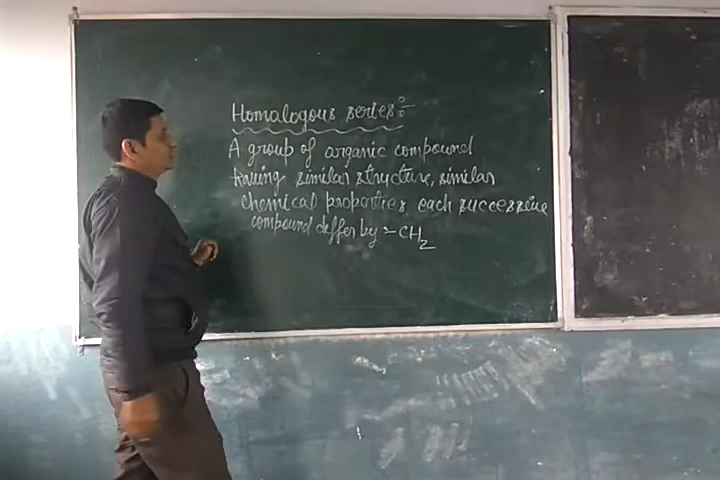 Homologous series:-
A group of organic compound
having similar structure, similar
chemical properties, each successive
compound differ by -CH2